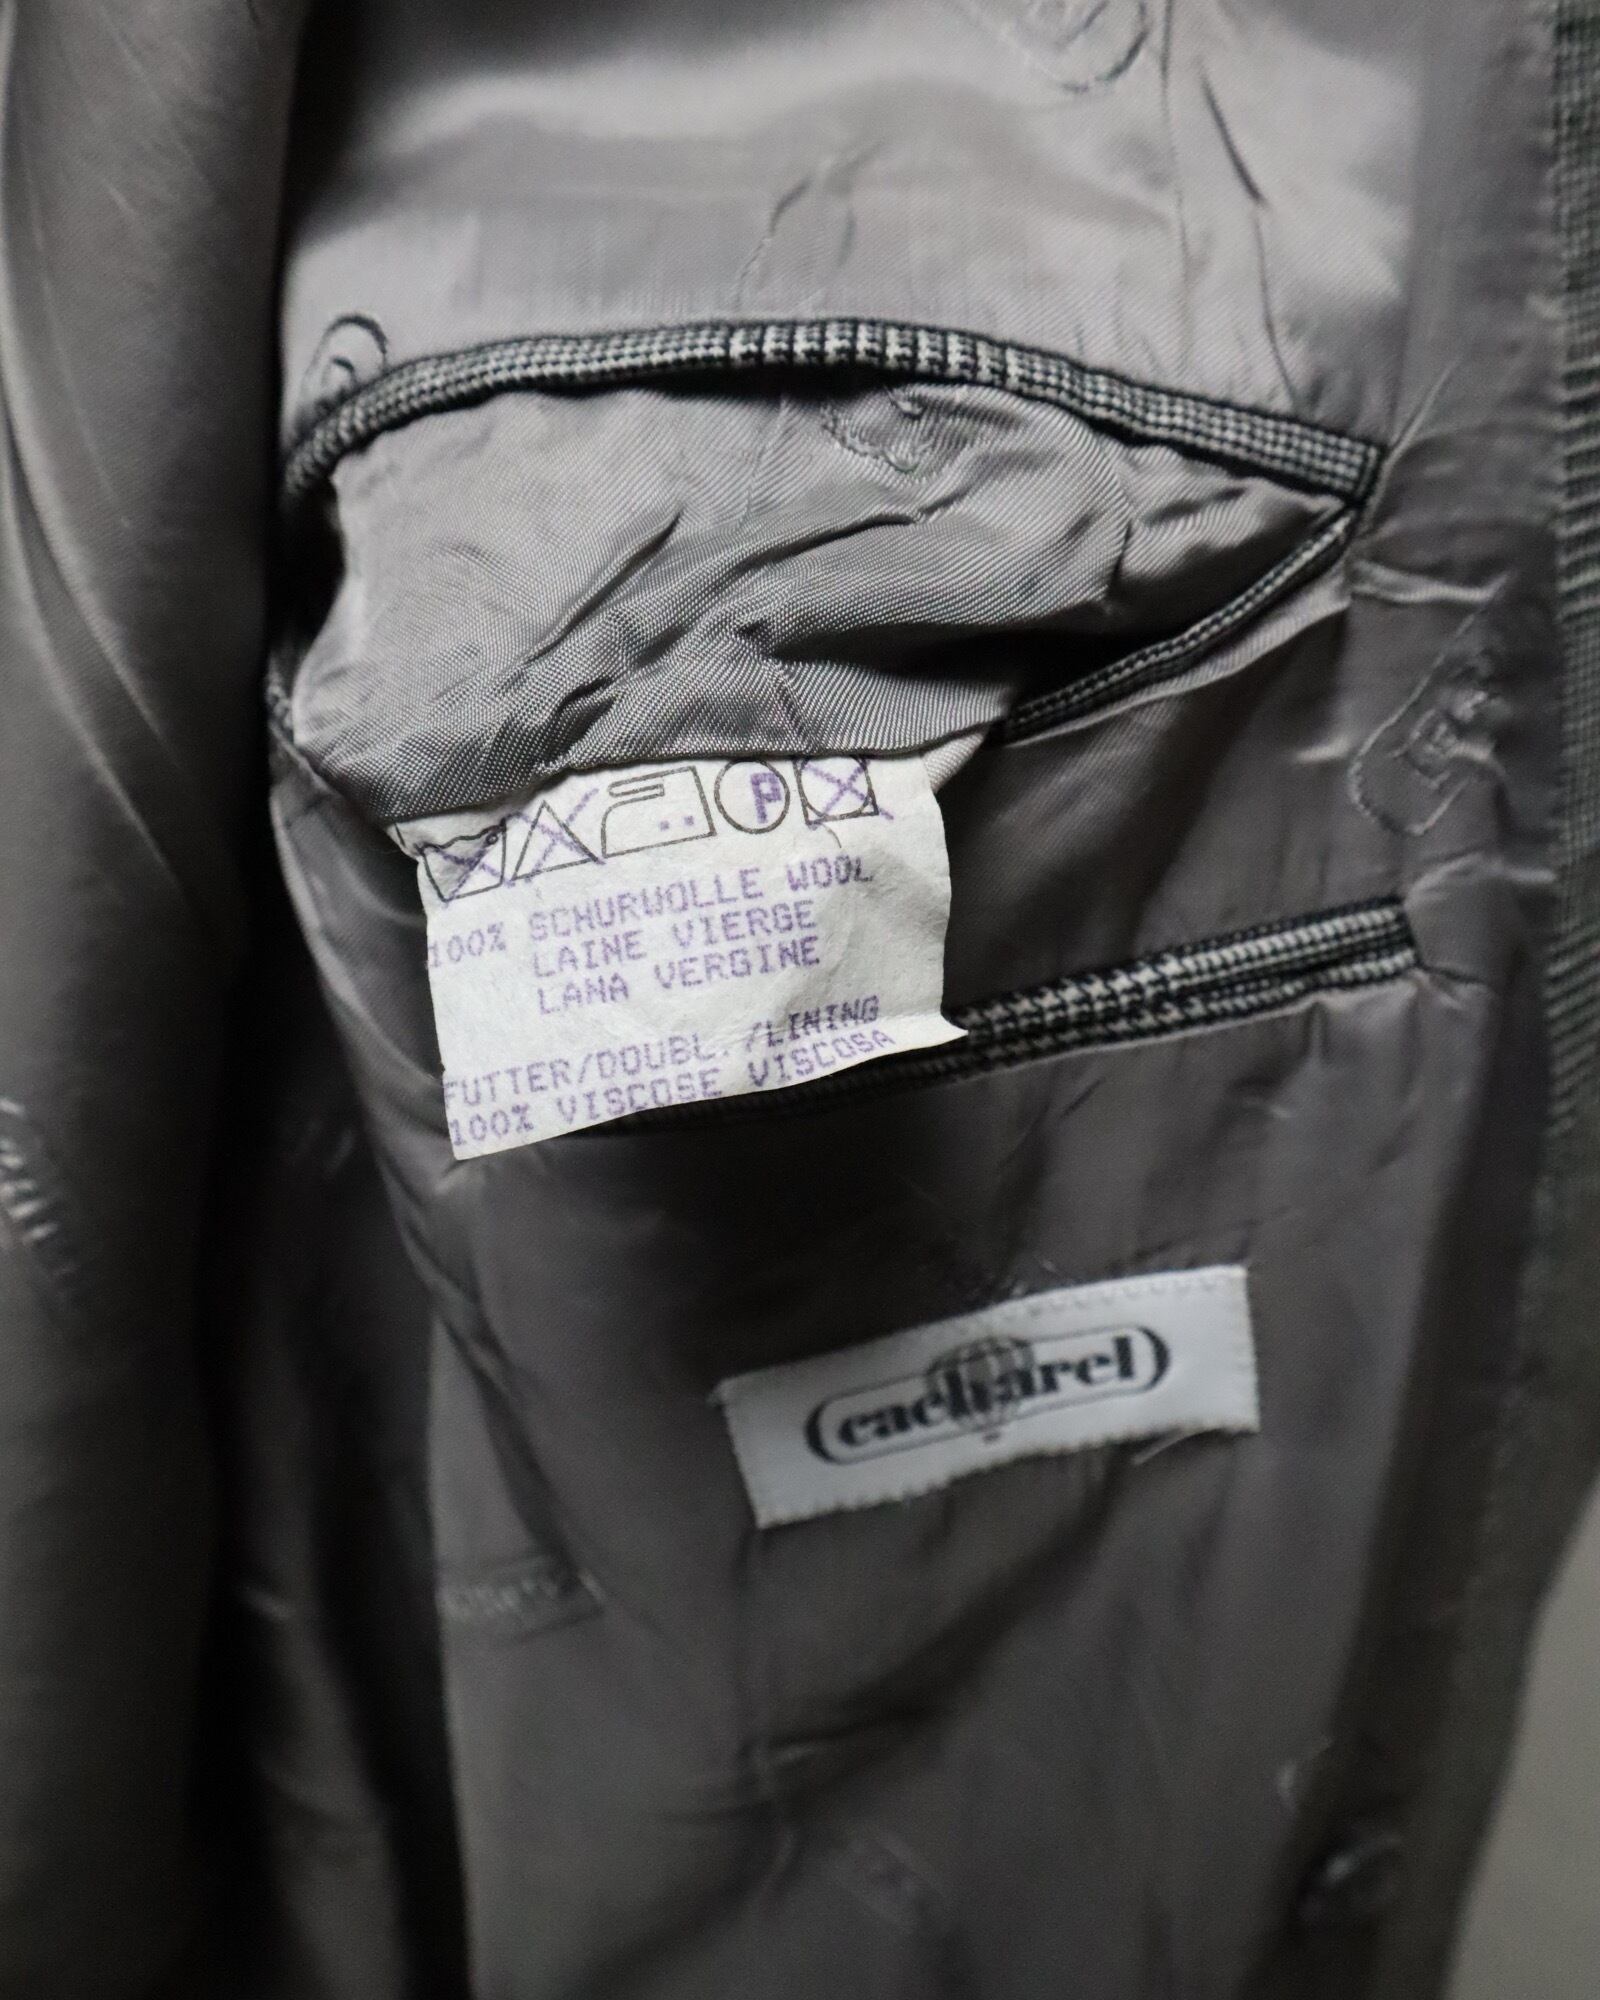 P
100% SCHURWOLLE WOOL
LAINE VIERGE
LANA VERGINE
FUTTER/DOUBL./LINING
100% VISCOSE VISCOSA
cacharel